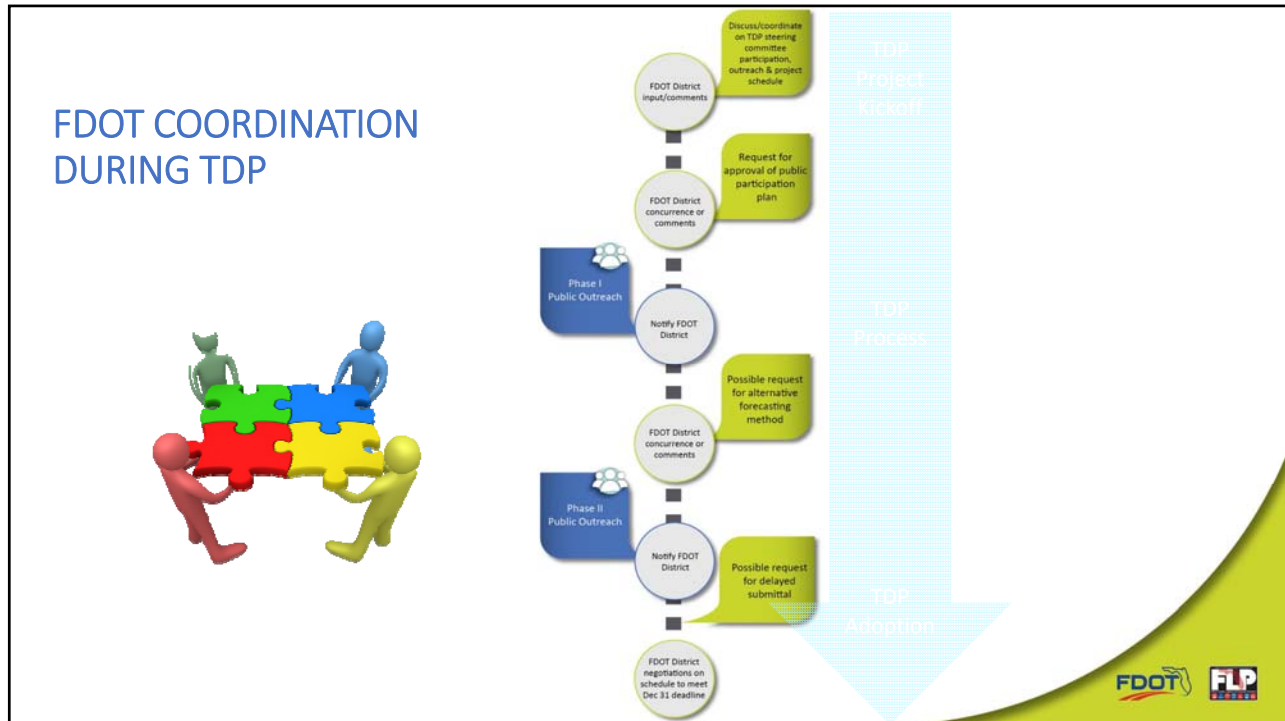 FDOT COORDINATION
DURING TDP
Discuss/coordinate
on TDP steering
committee
participation,
outreach & project
schedule
FDOT District
input/comments
Request for
approval of public
participation
plan
FDOT District
concurrence or
comments
Phase I
Public Outreach
Notify FDOT
District
Possible request
for alternative
forecasting
method
FDOT District
concurrence or
comments
Phase II
Public Outreach
Notify FDOT
District
Possible request
for delayed
submittal
FDOT District
negotiations on
schedule to meet
Dec 31 deadline
TDP
Project
Kickoff
TDP
Process
TDP
Adoption
FDOT
FLP